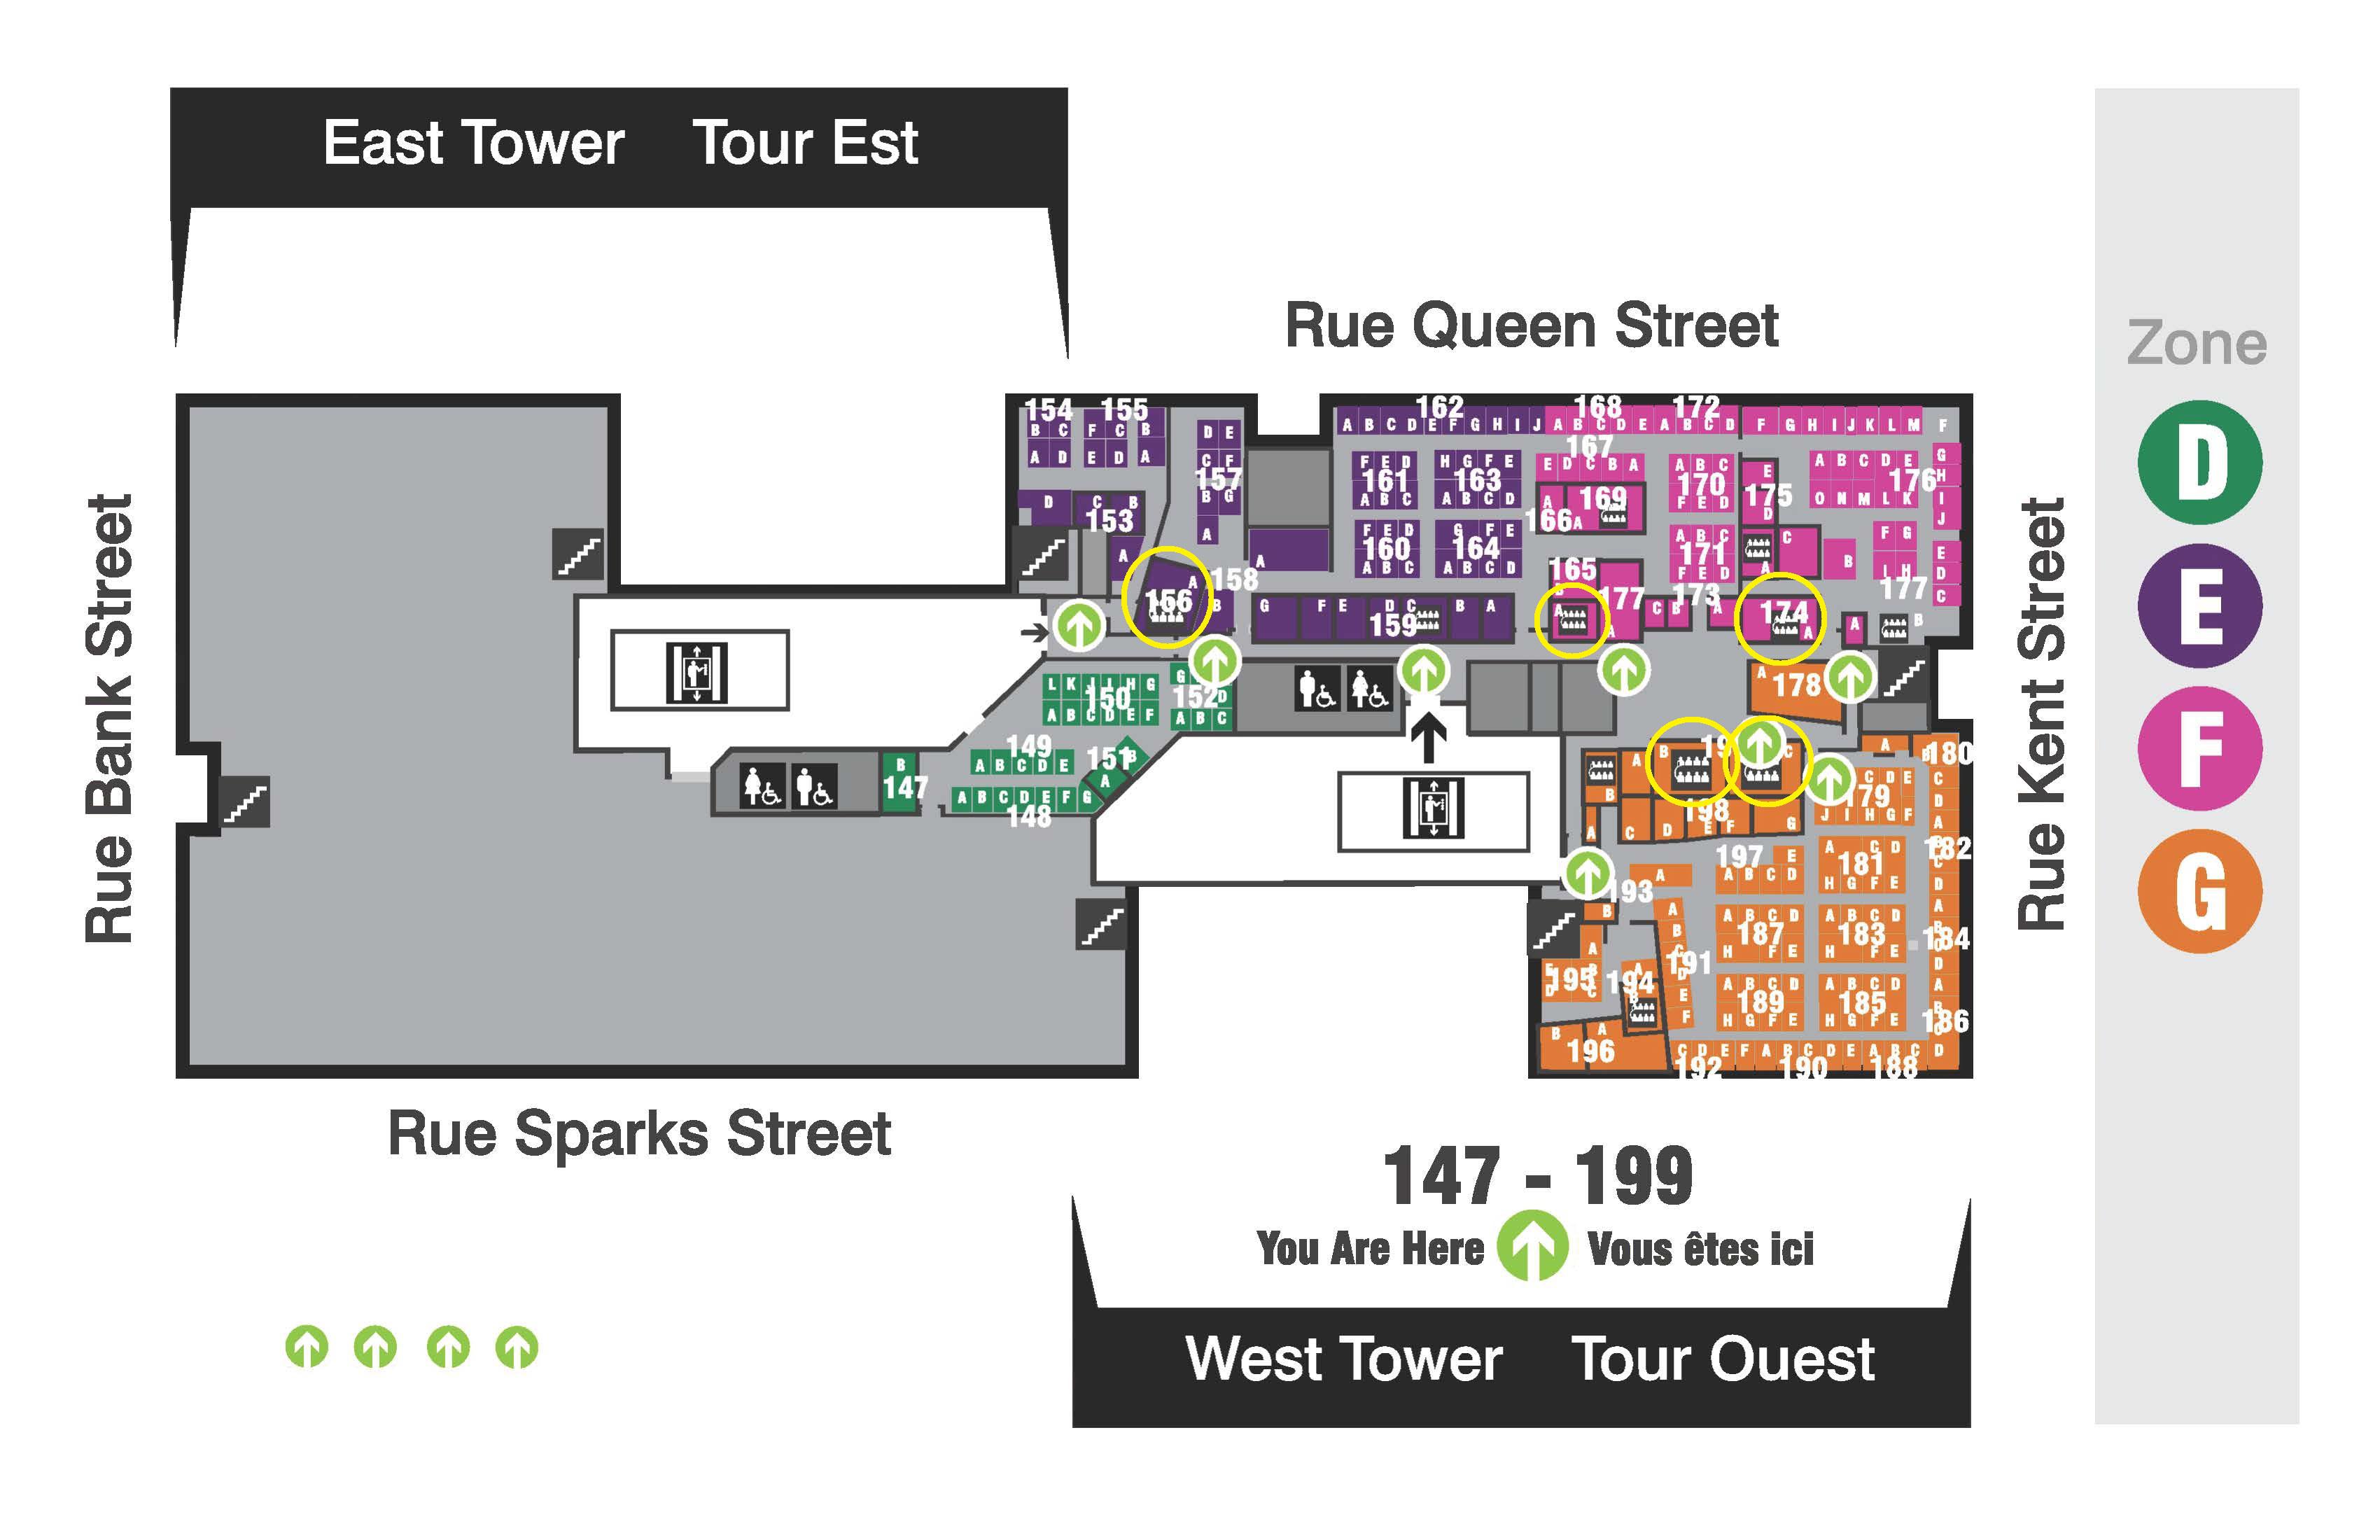 East Tower Tour Est
Rue Queen Street
Zone
D
E
F
G
Rue Bank Street
Rue Kent Street
154 155 162 168 172
B C F C B D E A B C D E F G H I J A B C D E A B C D F G H I J K L M F
A D E D A C F 157 B G A
167
E D C B A
F E D 161 A B C
H G F E 163 A B C D
A 169
166 A
A B C 170 F E D
E 175 D
A B C D E 176 O N M L K
G H I J
D C B 153 A
F E D 160 A B C
G F E 164 A B C D
165
A B C 171 F E D
C A B
F G L H 177
E D C
A 156
158 B A
G F E D C B A 159
A 177 A
C B 173 A
174 A
A B
L K J I H G 150 A B C D E F
G D 152 A B C
A 178
149
A B C D E
151 B A
B 147
A B C D E F G
148
B C
A B
A B 180
198
A C D E F G
C D E 179 J I H G F
C D A
197 E A B C D
A C D 181 H G F E
182
C D
193 A B
A B C D E F 191
A B C D 187 H F E
A B C D 183 H F E
A B 184 D
A 195 E B D C
A 194 B
A B C D 189 H G F E
A B C D 185 H G F E
A B 186 C D
B A 196
C D E F A B C D E A B C D
192 190 188
Rue Sparks Street
147 - 199
You Are Here Vous êtes ici
West Tower Tour Ouest